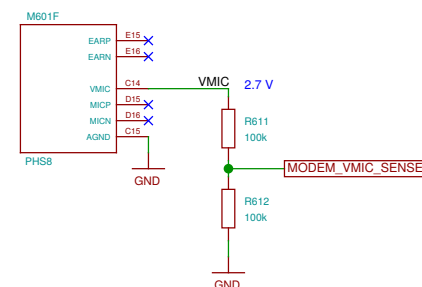 M601F
EARP E15
EARN E16
VMIC C14
MICP D15
MICN D16
AGND C15
PHS8
GND
VMIC 2.7 V
R611
100k
MODEM_VMIC_SENSE
R612
100k
GND